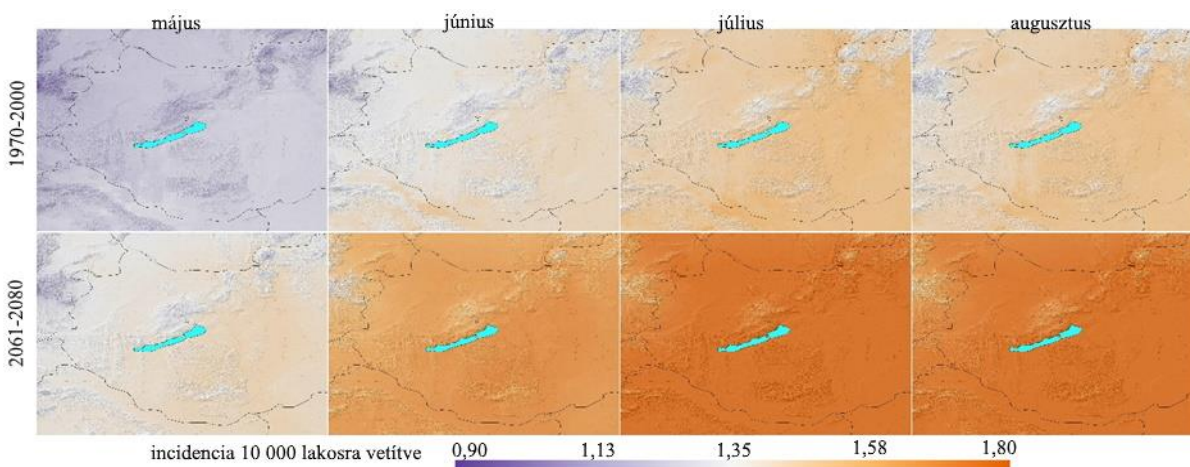 május június július augusztus
1970-2000
2061-2080
incidencia 10 000 lakosra vetítve 0,90 1,13 1,35 1,58 1,80